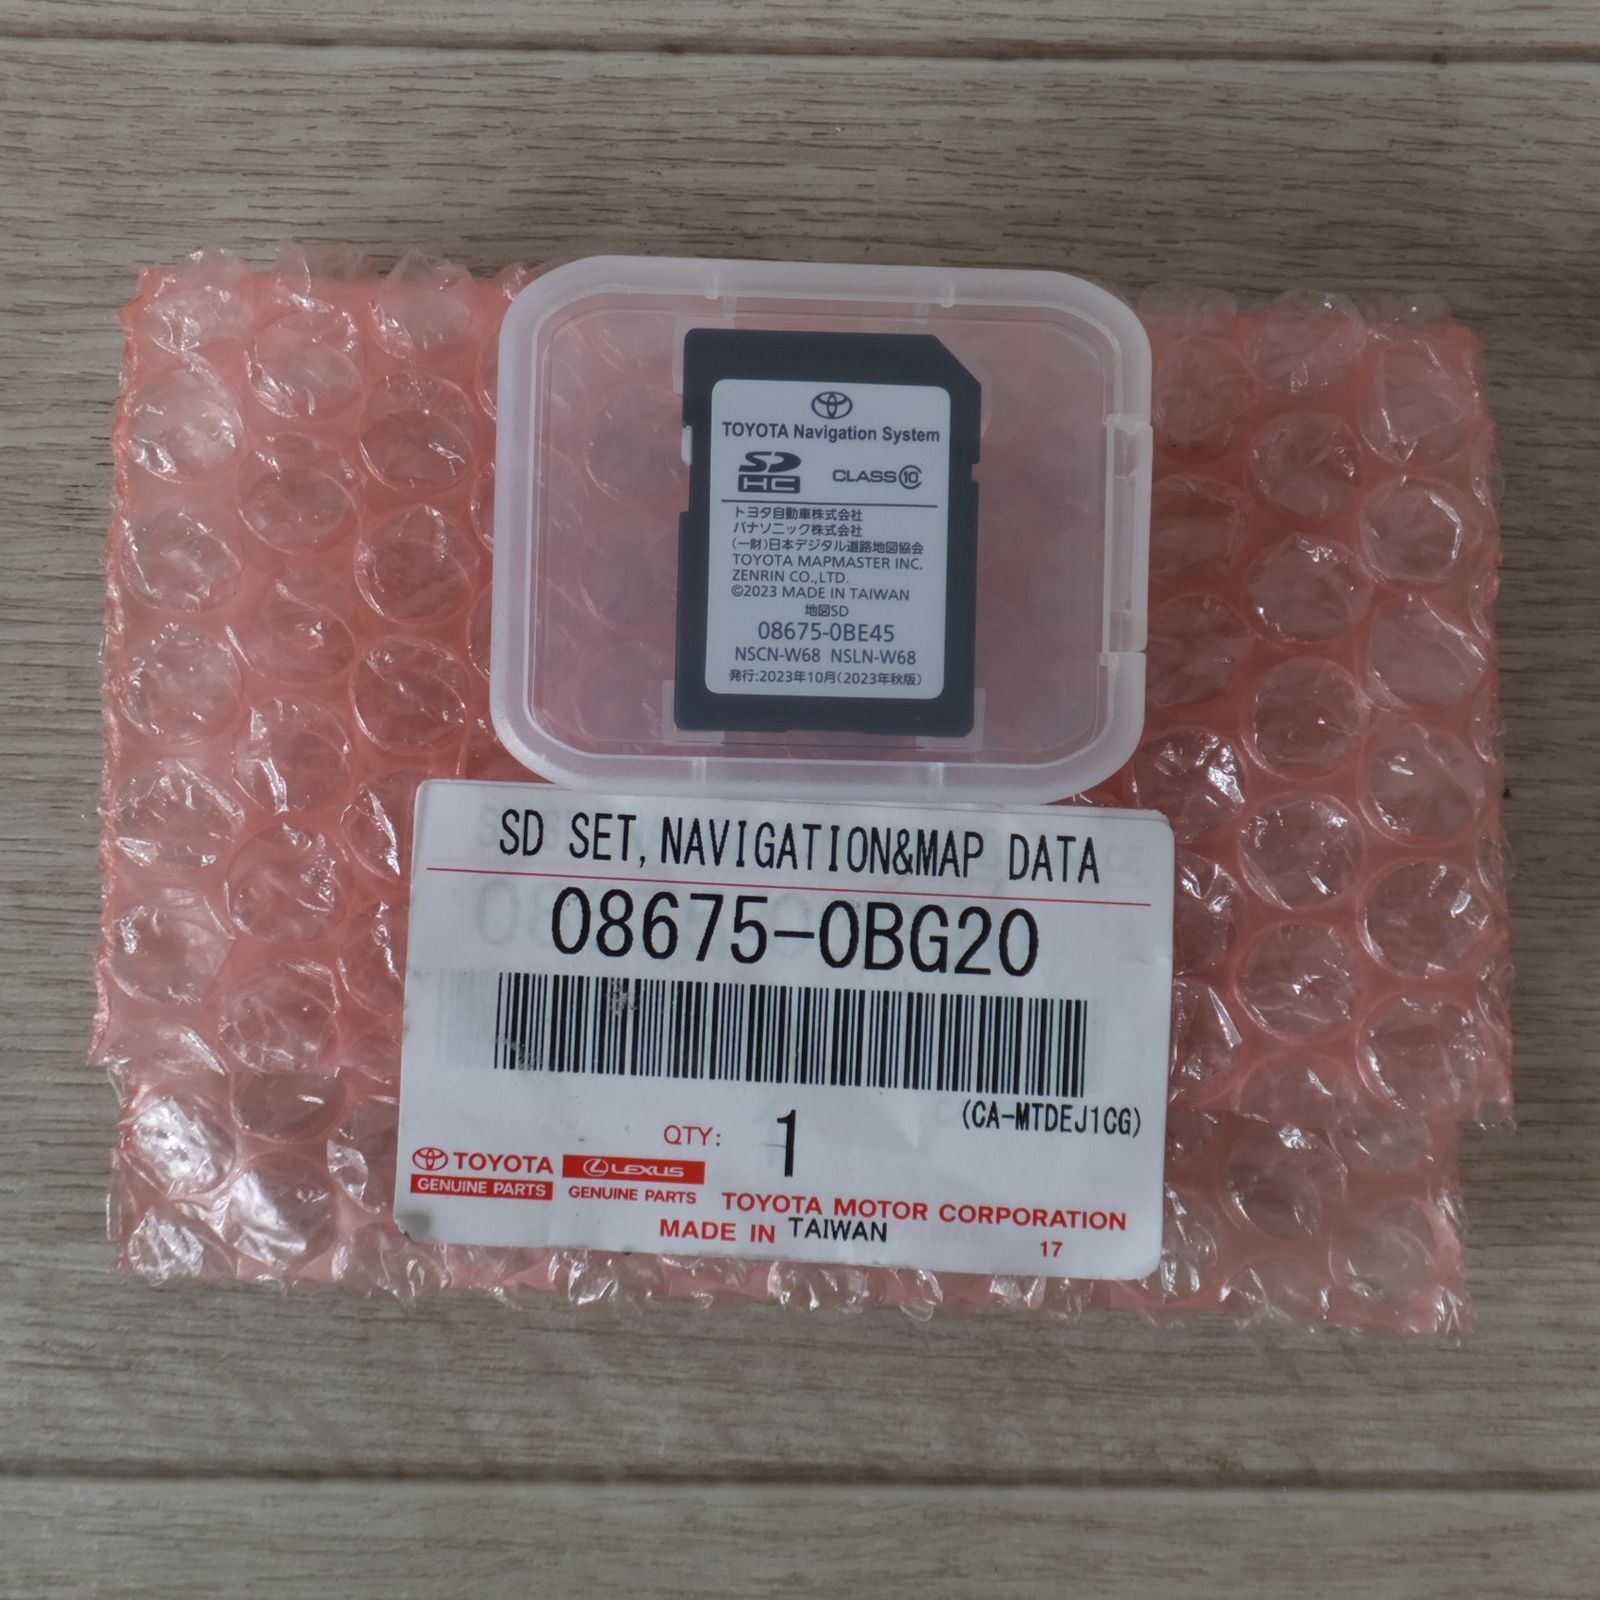 TOYOTA Navigation System
SD HC CLASS10
トヨタ自動車株式会社
パナソニック株式会社
(一財)日本デジタル道路地図協会
TOYOTA MAPMASTER INC.
ZENRIN CO.,LTD.
©2023 MADE IN TAIWAN
地図SD
08675-0BE45
NSCN-W68 NSLN-W68
発行:2023年10月(2023年秋版)
SD SET,NAVIGATION&MAP DATA
08675-0BG20
(CA-MTDEJ1CG)
QTY: 1
TOYOTA LEXUS
GENUINE PARTS GENUINE PARTS
TOYOTA MOTOR CORPORATION
MADE IN TAIWAN
17